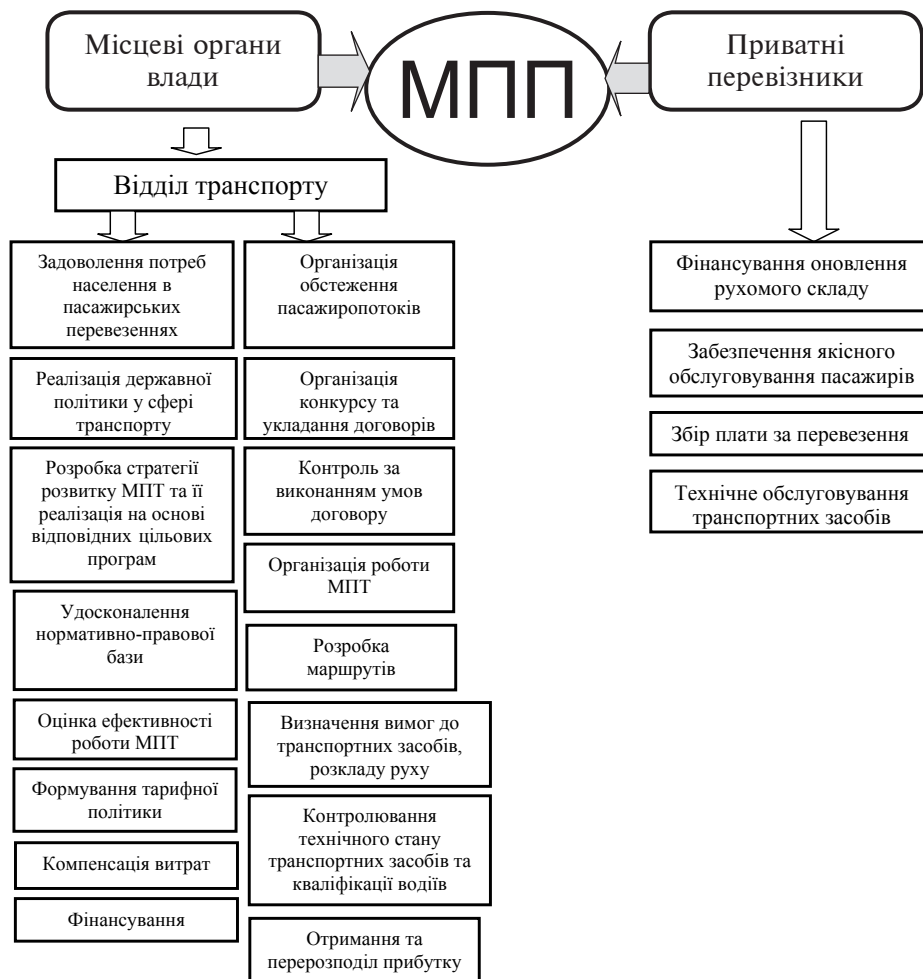 Місцеві органи
влади
МПП
Приватні
перевізники
Відділ транспорту
Задоволення потреб
населення в
пасажирських
перевезеннях
Реалізація державної
політики у сфері
транспорту
Розробка стратегії
розвитку МПТ та її
реалізація на основі
відповідних цільових
програм
Удосконалення
нормативно-правової
бази
Оцінка ефективності
роботи МПТ
Формування тарифної
політики
Компенсація витрат
Фінансування
Організація
обстеження
пасажиропотоків
Організація
конкурсу та
укладання договорів
Контроль за
виконанням умов
договору
Організація роботи
МПТ
Розробка
маршрутів
Визначення вимог до
транспортних засобів,
розкладу руху
Контролювання
технічного стану
транспортних засобів та
кваліфікації водіїв
Отримання та
перерозподіл прибутку
Фінансування оновлення
рухомого складу
Забезпечення якісного
обслуговування пасажирів
Збір плати за перевезення
Технічне обслуговування
транспортних засобів